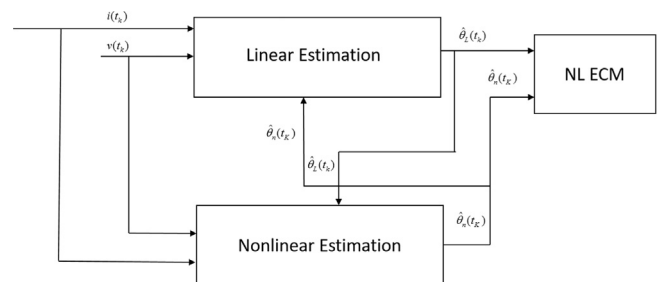 i(t_k)
v(t_k)
Linear Estimation
θ̂_L(t_k)
θ̂_n(t_K)
NL ECM
θ̂_n(t_K)
θ̂_L(t_k)
θ̂_n(t_K)
Nonlinear Estimation